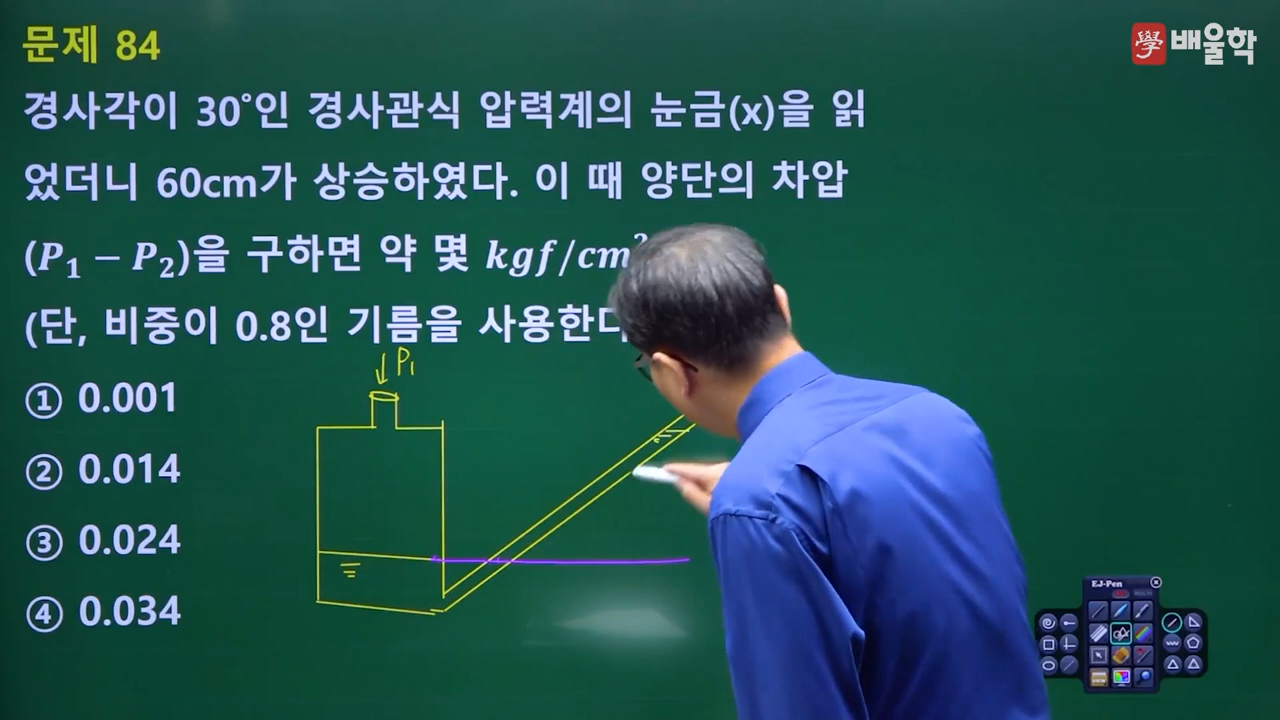 문제 84
學 배울학
경사각이 30°인 경사관식 압력계의 눈금(x)을 읽
었더니 60cm가 상승하였다. 이 때 양단의 차압
(P₁ − P₂)을 구하면 약 몇 kgf/cm²
(단, 비중이 0.8인 기름을 사용한다
P₁
① 0.001
② 0.014
③ 0.024
④ 0.034
EJ-Pen